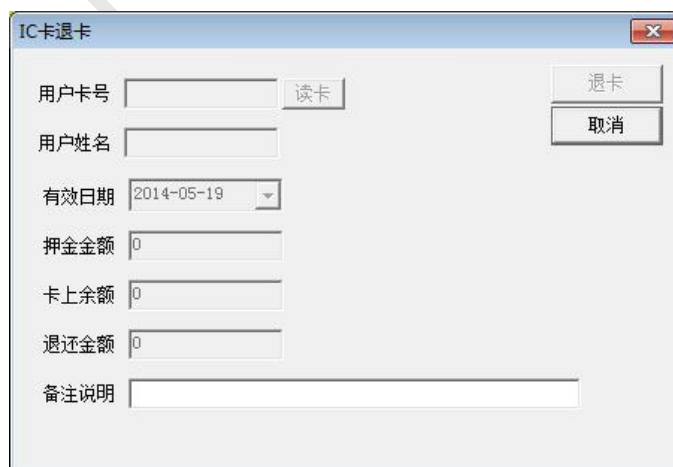 IC卡退卡
用户卡号 读卡 退卡
取消
用户姓名
有效日期 2014-05-19
押金金额 0
卡上余额 0
退还金额 0
备注说明